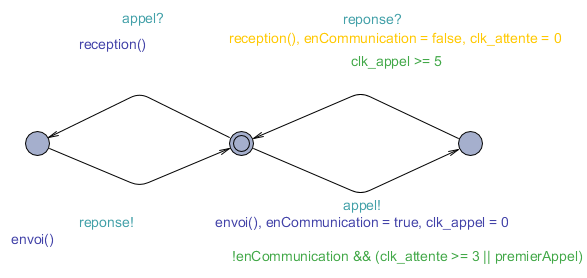 appel?
reponse?
reception()
reception(), enCommunication = false, clk_attente = 0
clk_appel >= 5
appel!
reponse!
envoi(), enCommunication = true, clk_appel = 0
envoi()
!enCommunication && (clk_attente >= 3 || premierAppel)